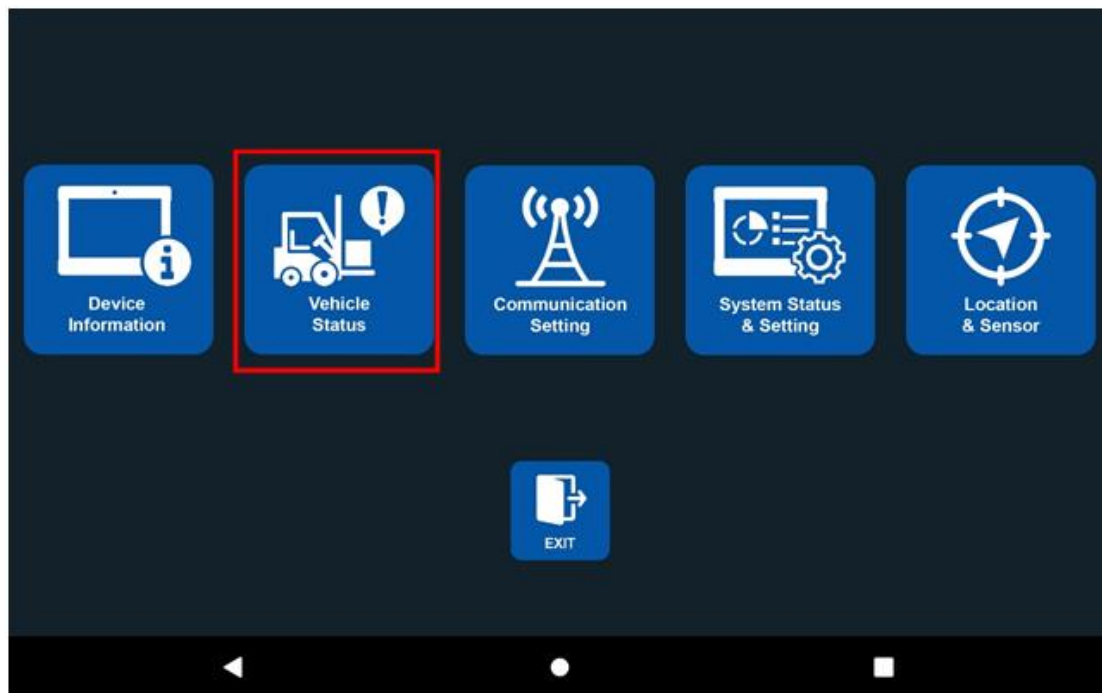 Device
Information
Vehicle
Status
Communication
Setting
System Status
& Setting
Location
& Sensor
EXIT